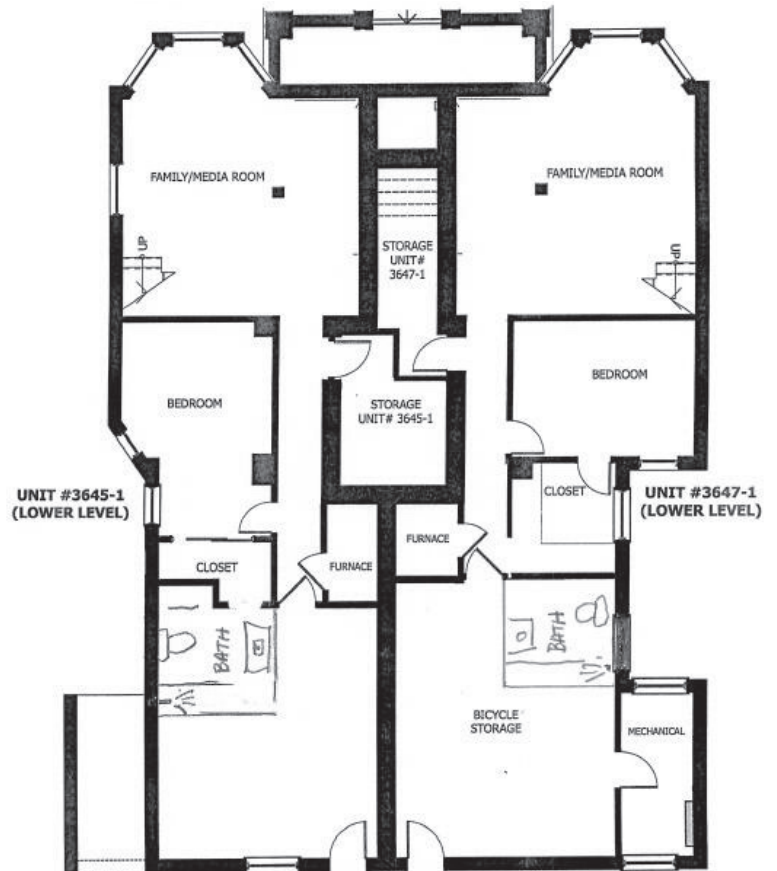 FAMILY/MEDIA ROOM
FAMILY/MEDIA ROOM
UP
STORAGE
UNIT#
3647-1
UP
BEDROOM
BEDROOM
STORAGE
UNIT# 3645-1
UNIT #3645-1
(LOWER LEVEL)
CLOSET
UNIT #3647-1
(LOWER LEVEL)
CLOSET
FURNACE
FURNACE
BATH
BATH
BICYCLE
STORAGE
MECHANICAL